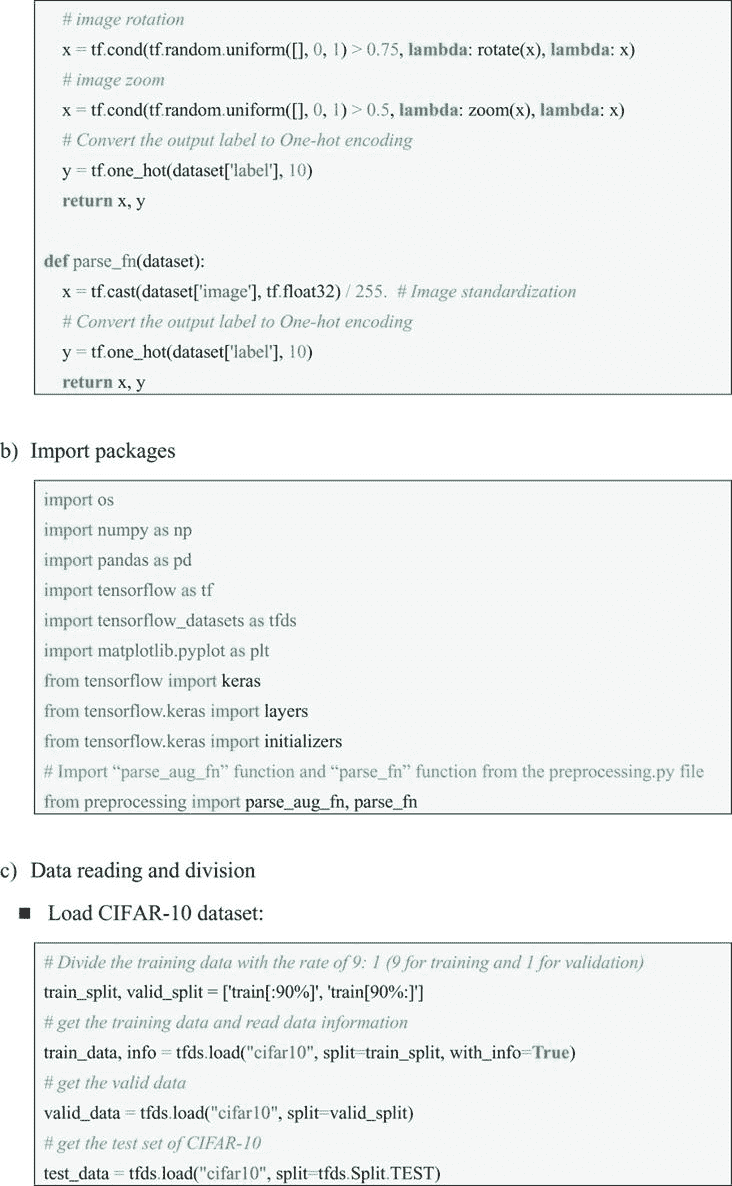 # image rotation
x = tf.cond(tf.random.uniform([], 0, 1) > 0.75, lambda: rotate(x), lambda: x)
# image zoom
x = tf.cond(tf.random.uniform([], 0, 1) > 0.5, lambda: zoom(x), lambda: x)
# Convert the output label to One-hot encoding
y = tf.one_hot(dataset['label'], 10)
return x, y
def parse_fn(dataset):
x = tf.cast(dataset['image'], tf.float32) / 255. # Image standardization
# Convert the output label to One-hot encoding
y = tf.one_hot(dataset['label'], 10)
return x, y
b) Import packages
import os
import numpy as np
import pandas as pd
import tensorflow as tf
import tensorflow_datasets as tfds
import matplotlib.pyplot as plt
from tensorflow import keras
from tensorflow.keras import layers
from tensorflow.keras import initializers
# Import “parse_aug_fn” function and “parse_fn” function from the preprocessing.py file
from preprocessing import parse_aug_fn, parse_fn
c) Data reading and division
■ Load CIFAR-10 dataset:
# Divide the training data with the rate of 9: 1 (9 for training and 1 for validation)
train_split, valid_split = ['train[:90%]', 'train[90%:]']
# get the training data and read data information
train_data, info = tfds.load("cifar10", split=train_split, with_info=True)
# get the valid data
valid_data = tfds.load("cifar10", split=valid_split)
# get the test set of CIFAR-10
test_data = tfds.load("cifar10", split=tfds.Split.TEST)